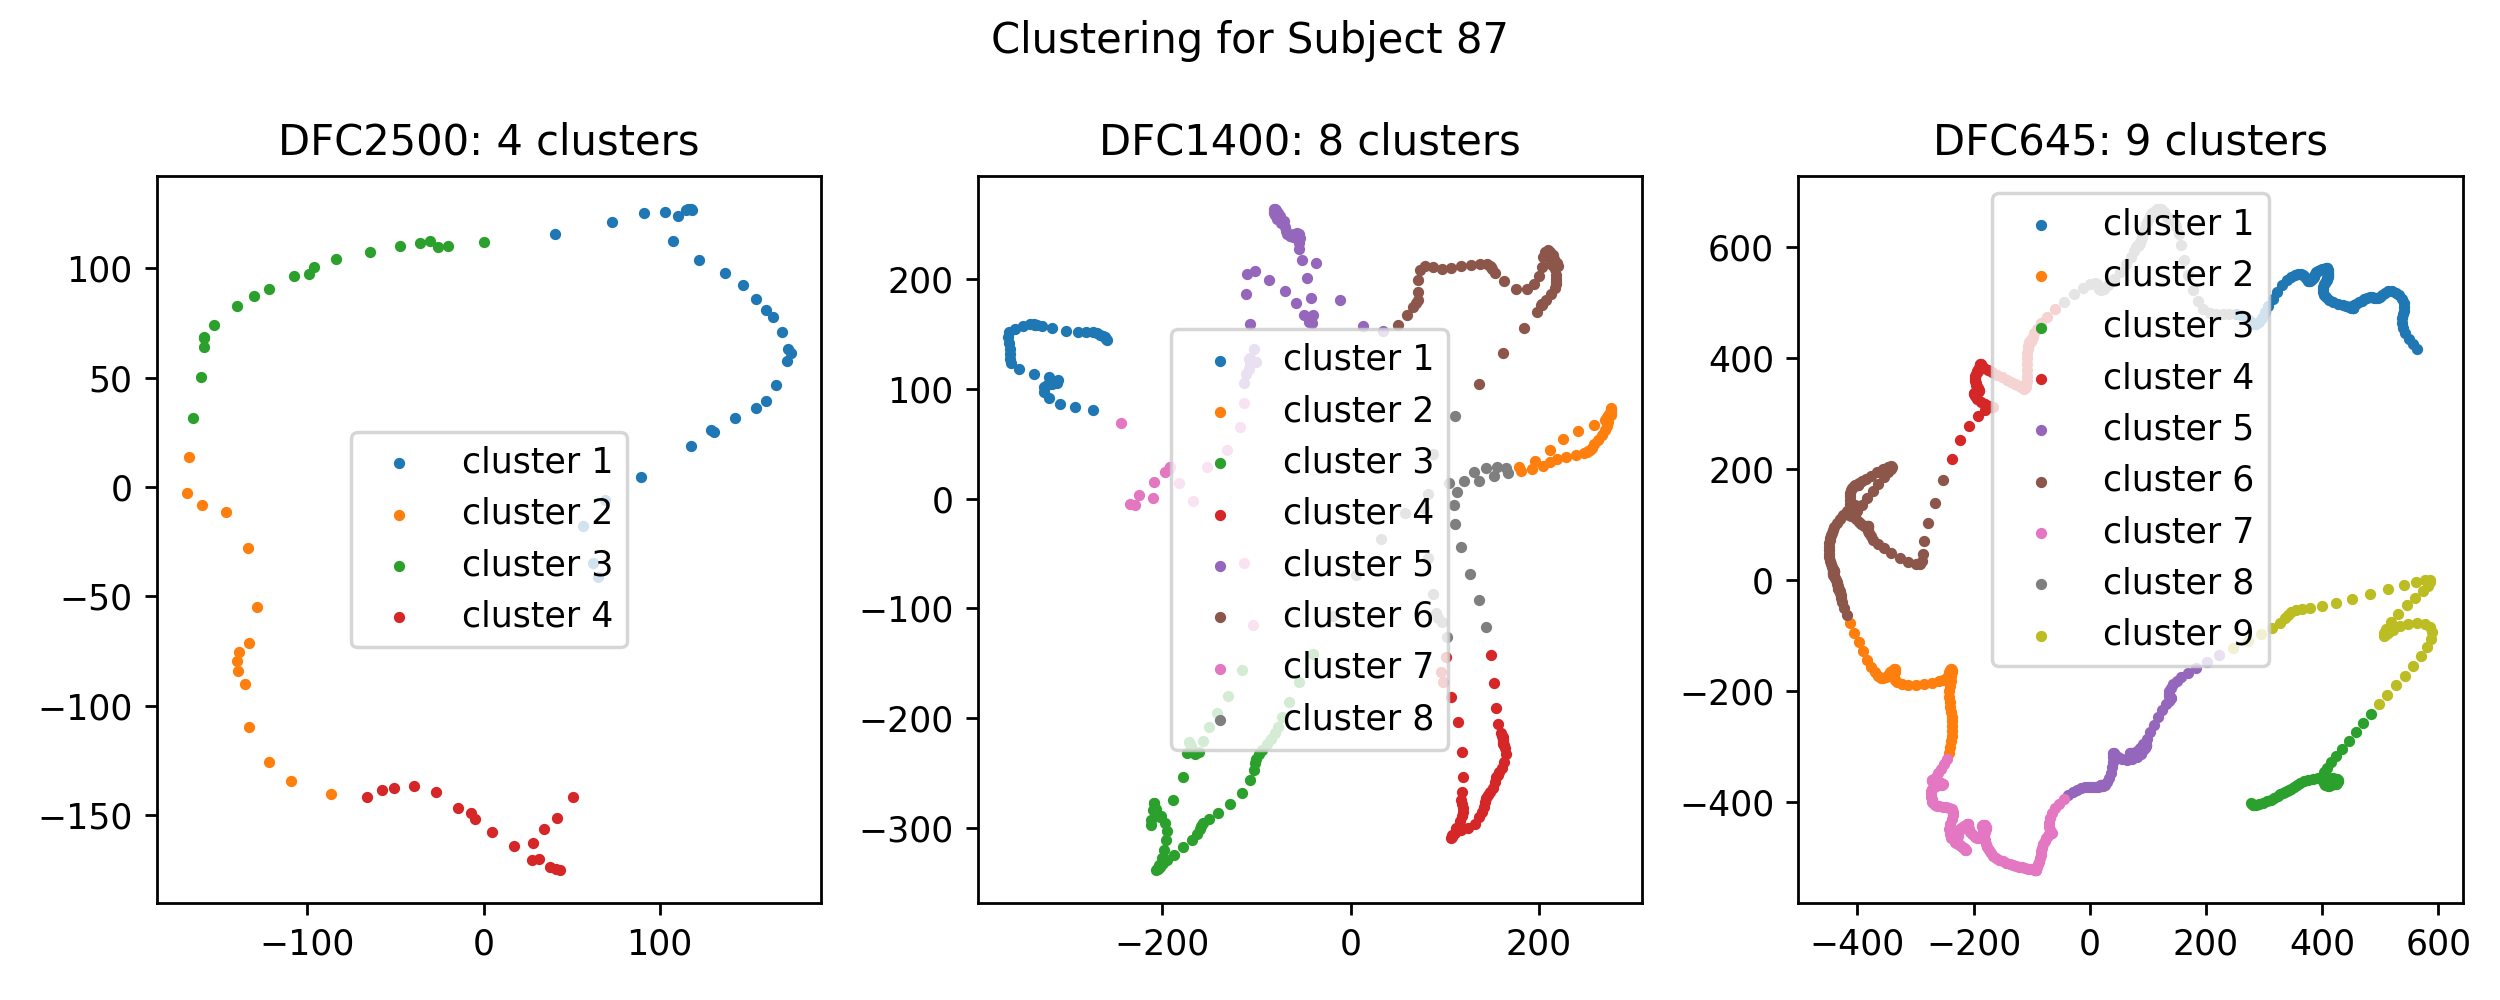 Clustering for Subject 87
DFC2500: 4 clusters
100
50
0
−50
−100
−150
−100
0
100
cluster 1
cluster 2
cluster 3
cluster 4
DFC1400: 8 clusters
200
100
0
−100
−200
−300
−200
0
200
cluster 1
cluster 2
cluster 3
cluster 4
cluster 5
cluster 6
cluster 7
cluster 8
DFC645: 9 clusters
600
400
200
0
−200
−400
−400
−200
0
200
400
600
cluster 1
cluster 2
cluster 3
cluster 4
cluster 5
cluster 6
cluster 7
cluster 8
cluster 9